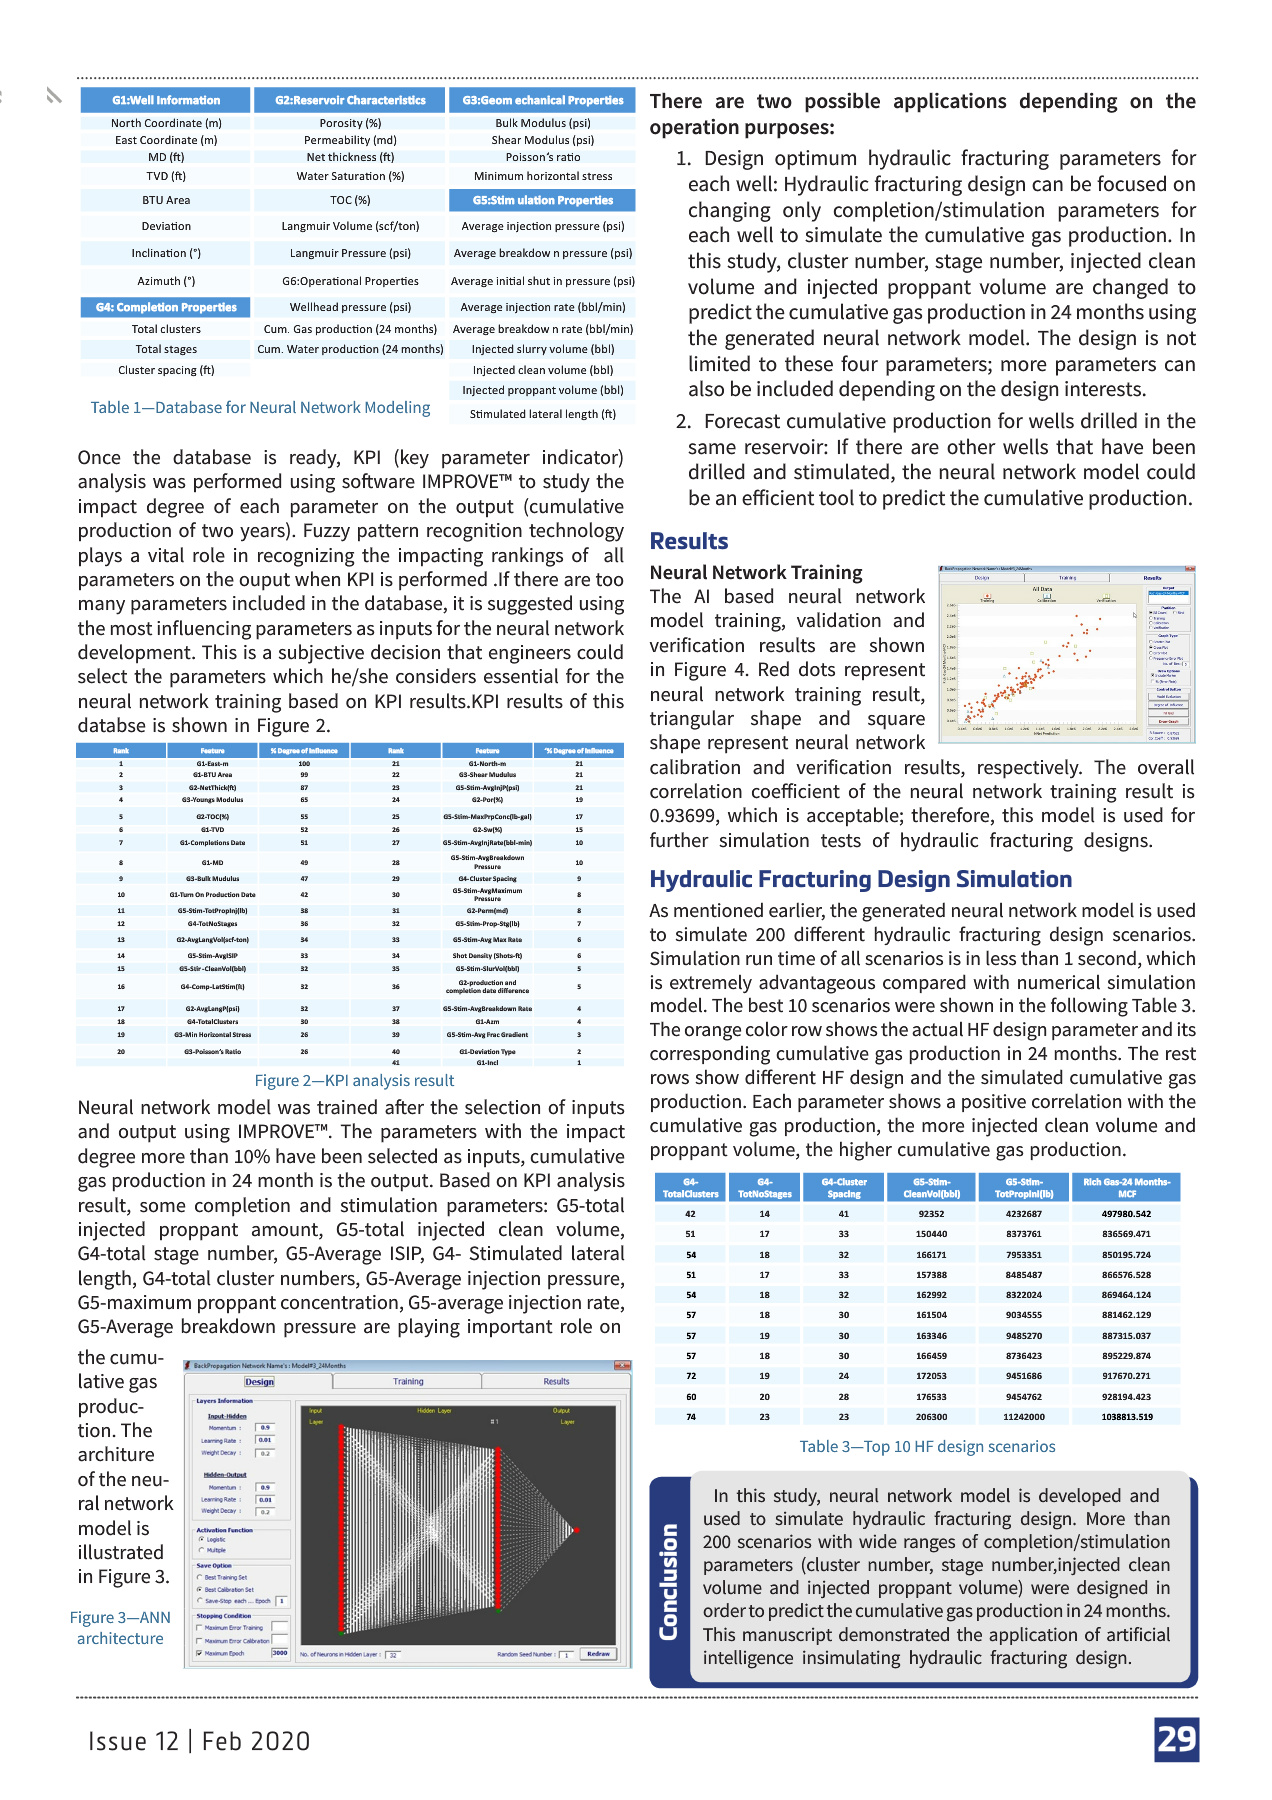 G1:Well Information G2:Reservoir Characteristics G3:Geom echanical Properties
North Coordinate (m) Porosity (%) Bulk Modulus (psi)
East Coordinate (m) Permeability (md) Shear Modulus (psi)
MD (ft) Net thickness (ft) Poisson's ratio
TVD (ft) Water Saturation (%) Minimum horizontal stress
BTU Area TOC (%) G5:Stim ulation Properties
Deviation Langmuir Volume (scf/ton) Average injection pressure (psi)
Inclination (°) Langmuir Pressure (psi) Average breakdow n pressure (psi)
Azimuth (°) G6:Operational Properties Average initial shut in pressure (psi)
G4: Completion Properties Wellhead pressure (psi) Average injection rate (bbl/min)
Total clusters Cum. Gas production (24 months) Average breakdow n rate (bbl/min)
Total stages Cum. Water production (24 months) Injected slurry volume (bbl)
Cluster spacing (ft) Injected clean volume (bbl)
Injected proppant volume (bbl)
Stimulated lateral length (ft)
Table 1—Database for Neural Network Modeling
Once the database is ready, KPI (key parameter indicator)
analysis was performed using software IMPROVE™ to study the
impact degree of each parameter on the output (cumulative
production of two years). Fuzzy pattern recognition technology
plays a vital role in recognizing the impacting rankings of all
parameters on the ouput when KPI is performed .If there are too
many parameters included in the database, it is suggested using
the most influencing parameters as inputs for the neural network
development. This is a subjective decision that engineers could
select the parameters which he/she considers essential for the
neural network training based on KPI results.KPI results of this
databse is shown in Figure 2.
Rank Feature % Degree of Influence Rank Feature % Degree of Influence
1 G1-East-m 100 21 G1-North-m 21
2 G1-BTU Area 99 22 G3-Shear Mudulus 21
3 G2-NetThick(ft) 87 23 G5-Stim-AvgInjP(psi) 21
4 G3-Youngs Modulus 65 24 G2-Por(%) 19
5 G2-TOC(%) 55 25 G5-Stim-MaxPrpConc(lb-gal) 17
6 G1-TVD 52 26 G2-Sw(%) 15
7 G1-Completions Date 51 27 G5-Stim-AvgInjRate(bbl-min) 10
8 G1-MD 49 28 G5-Stim-AvgBreakdown Pressure 10
9 G3-Bulk Mudulus 47 29 G4-Cluster Spacing 9
10 G1-Turn On Production Date 42 30 G5-Stim-AvgMaximum Pressure 8
11 G5-Stim-TotPropInj(lb) 38 31 G2-Perm(md) 8
12 G4-TotNoStages 36 32 G5-Stim-Prop-Stg(lb) 7
13 G2-AvgLangVol(scf-ton) 34 33 G5-Stim-Avg Max Rate 6
14 G5-Stim-AvgISIP 33 34 Shot Density (Shots-ft) 6
15 G5-Stir-CleanVol(bbl) 32 35 G5-Stim-SlurVol(bbl) 5
16 G4-Comp-LatStim(ft) 32 36 G2-production and completion date difference 5
17 G2-AvgLangP(psi) 32 37 G5-Stim-AvgBreakdown Rate 4
18 G4-TotalClusters 30 38 G1-Azm 4
19 G3-Min Horizontal Stress 26 39 G5-Stim-Avg Frac Gradient 3
20 G3-Poisson's Ratio 26 40 G1-Deviation Type 2
41 G1-Incl 1
Figure 2—KPI analysis result
Neural network model was trained after the selection of inputs
and output using IMPROVE™. The parameters with the impact
degree more than 10% have been selected as inputs, cumulative
gas production in 24 month is the output. Based on KPI analysis
result, some completion and stimulation parameters: G5-total
injected proppant amount, G5-total injected clean volume,
G4-total stage number, G5-Average ISIP, G4- Stimulated lateral
length, G4-total cluster numbers, G5-Average injection pressure,
G5-maximum proppant concentration, G5-average injection rate,
G5-Average breakdown pressure are playing important role on
the cumu-
lative gas
produc-
tion. The
architure
of the neu-
ral network
model is
illustrated
in Figure 3.
Figure 3—ANN
architecture
BackPropagation Network Name's : Model#3_24Months
Design Training Results
Layers Information
Input-Hidden
Momentum : 0.9
Learning Rate : 0.01
Weight Decay : 0.2
Hidden-Output
Momentum : 0.9
Learning Rate : 0.01
Weight Decay : 0.2
Activation Function
Logistic
Multiple
Save Option
Best Training Set
Best Calibration Set
Save-Stop each ... Epoch 1
Stopping Condition
Maximum Error Training
Maximum Error Calibration
Maximum Epoch 3000
Input Layer Hidden Layer #1 Output Layer
No. of Neurons in Hidden Layer : 32 Random Seed Number : 1 Redraw
There are two possible applications depending on the
operation purposes:
1. Design optimum hydraulic fracturing parameters for
each well: Hydraulic fracturing design can be focused on
changing only completion/stimulation parameters for
each well to simulate the cumulative gas production. In
this study, cluster number, stage number, injected clean
volume and injected proppant volume are changed to
predict the cumulative gas production in 24 months using
the generated neural network model. The design is not
limited to these four parameters; more parameters can
also be included depending on the design interests.
2. Forecast cumulative production for wells drilled in the
same reservoir: If there are other wells that have been
drilled and stimulated, the neural network model could
be an efficient tool to predict the cumulative production.
Results
Neural Network Training
The AI based neural network
model training, validation and
verification results are shown
in Figure 4. Red dots represent
neural network training result,
triangular shape and square
shape represent neural network
calibration and verification results, respectively. The overall
correlation coefficient of the neural network training result is
0.93699, which is acceptable; therefore, this model is used for
further simulation tests of hydraulic fracturing designs.
Design Training Results
All Data
Hydraulic Fracturing Design Simulation
As mentioned earlier, the generated neural network model is used
to simulate 200 different hydraulic fracturing design scenarios.
Simulation run time of all scenarios is in less than 1 second, which
is extremely advantageous compared with numerical simulation
model. The best 10 scenarios were shown in the following Table 3.
The orange color row shows the actual HF design parameter and its
corresponding cumulative gas production in 24 months. The rest
rows show different HF design and the simulated cumulative gas
production. Each parameter shows a positive correlation with the
cumulative gas production, the more injected clean volume and
proppant volume, the higher cumulative gas production.
G4-TotalClusters G4-TotNoStages G4-Cluster Spacing G5-Stim-CleanVol(bbl) G5-Stim-TotPropInl(lb) Rich Gas-24 Months-MCF
42 14 41 92352 4232687 497980.542
51 17 33 150440 8373761 836569.471
54 18 32 166171 7953351 850195.724
51 17 33 157388 8485487 866576.528
54 18 32 162992 8322024 869464.124
57 18 30 161504 9034555 881462.129
57 19 30 163346 9485270 887315.037
57 18 30 166459 8736423 895229.874
72 19 24 172053 9451686 917670.271
60 20 28 176533 9454762 928194.423
74 23 23 206300 11242000 1038813.519
Table 3—Top 10 HF design scenarios
Conclusion
In this study, neural network model is developed and
used to simulate hydraulic fracturing design. More than
200 scenarios with wide ranges of completion/stimulation
parameters (cluster number, stage number,injected clean
volume and injected proppant volume) were designed in
order to predict the cumulative gas production in 24 months.
This manuscript demonstrated the application of artificial
intelligence insimulating hydraulic fracturing design.
Issue 12 | Feb 2020
29